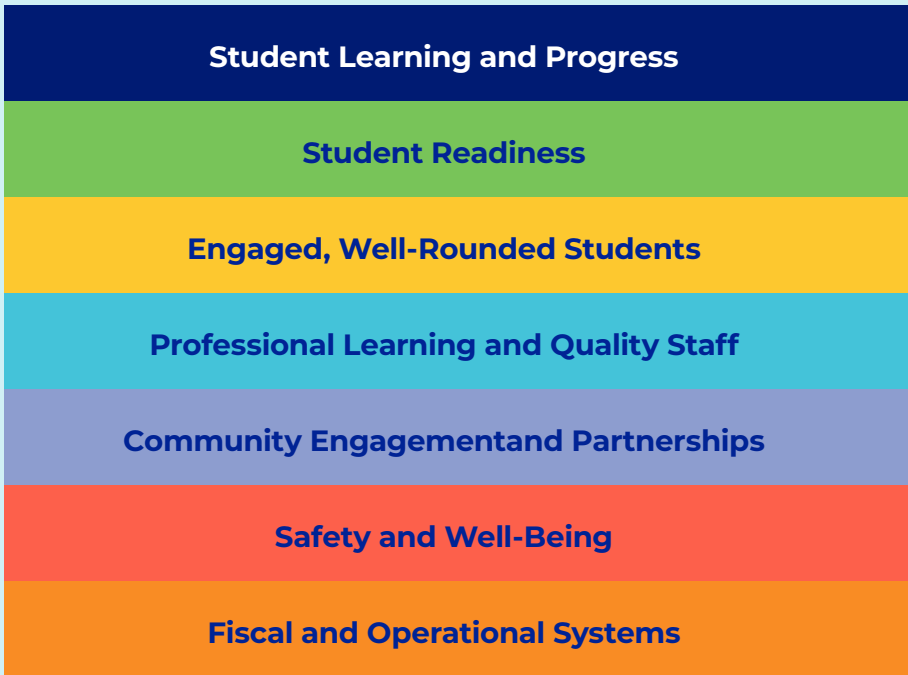 Student Learning and Progress
Student Readiness
Engaged, Well-Rounded Students
Professional Learning and Quality Staff
Community Engagementand Partnerships
Safety and Well-Being
Fiscal and Operational Systems